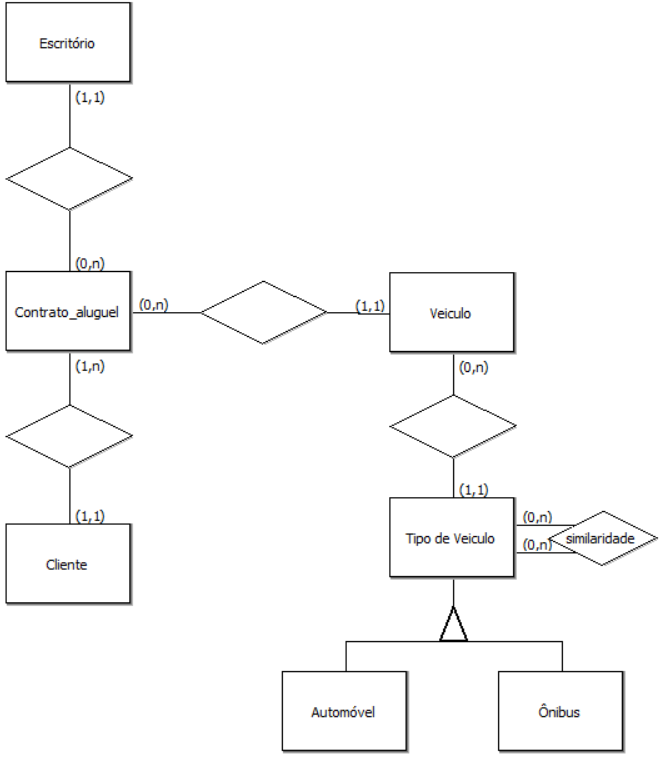 Escritório
(1,1)
(0,n)
Contrato_aluguel
(0,n)
(1,1)
Veiculo
(1,n)
(0,n)
(1,1)
(1,1)
Cliente
Tipo de Veiculo
(0,n)
(0,n)
similaridade
Automóvel
Ônibus